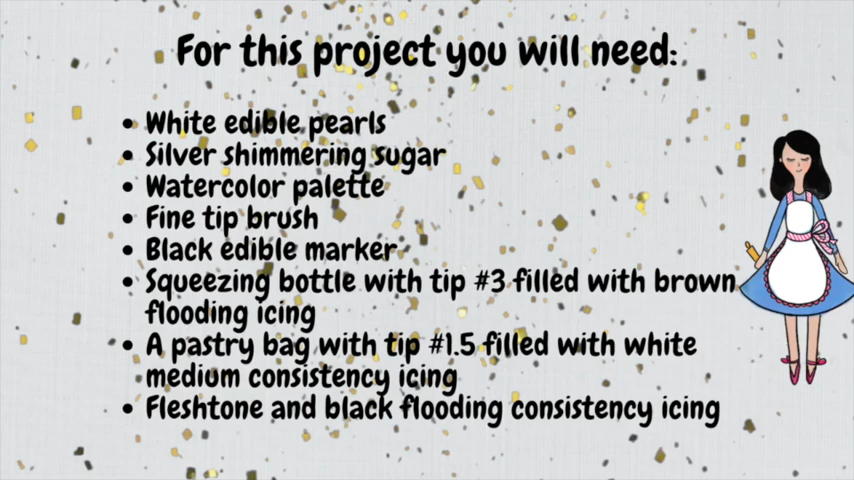 For this project you will need:
• White edible pearls
• Silver shimmering sugar
• Watercolor palette
• Fine tip brush
• Black edible marker
• Squeezing bottle with tip #3 filled with brown
flooding icing
• A pastry bag with tip #1.5 filled with white
medium consistency icing
• Fleshtone and black flooding consistency icing